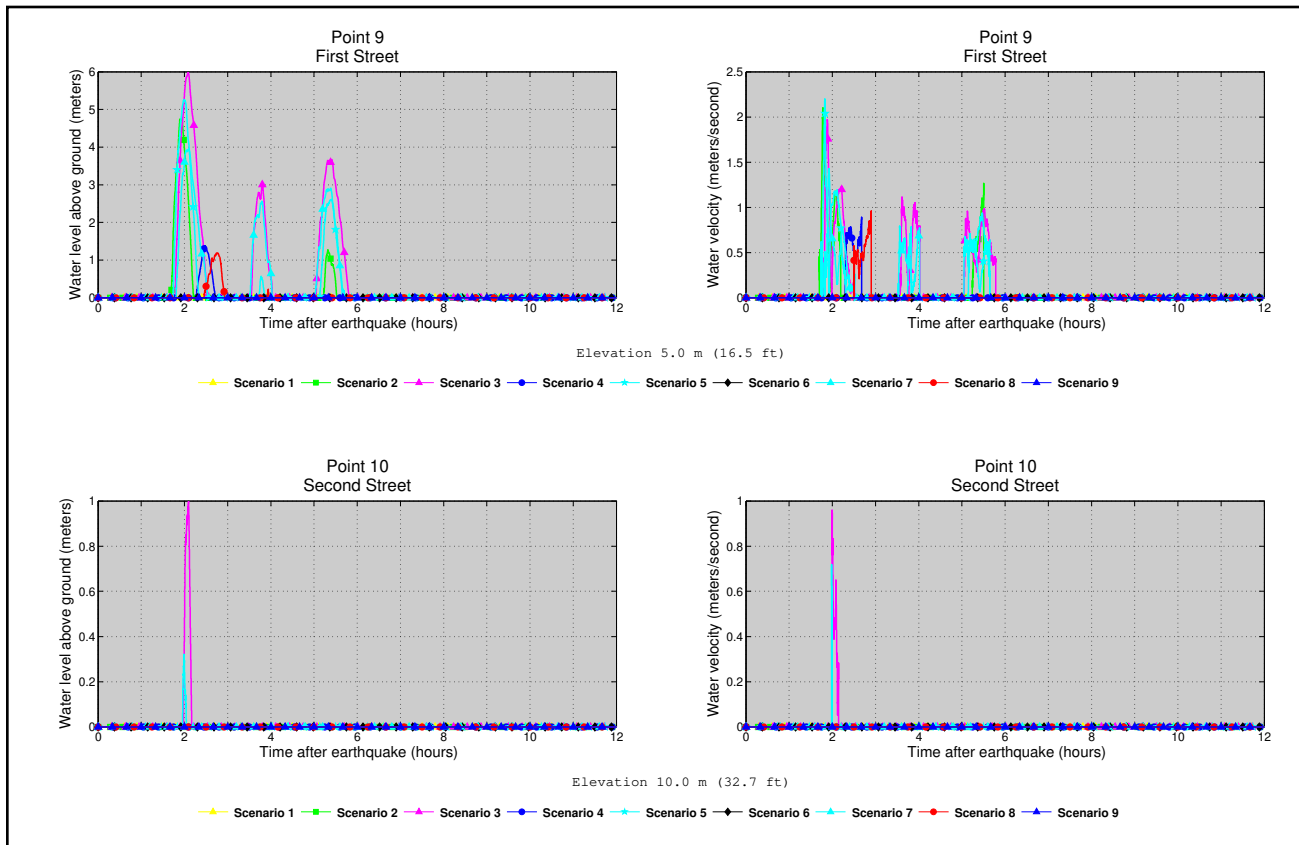 Point 9
First Street
Water level above ground (meters)
6
5
4
3
2
1
0
0 2 4 6 8 10 12
Time after earthquake (hours)
Point 9
First Street
Water velocity (meters/second)
2.5
2
1.5
1
0.5
0
0 2 4 6 8 10 12
Time after earthquake (hours)
Elevation 5.0 m (16.5 ft)
Scenario 1 Scenario 2 Scenario 3 Scenario 4 Scenario 5 Scenario 6 Scenario 7 Scenario 8 Scenario 9
Point 10
Second Street
Water level above ground (meters)
1
0.8
0.6
0.4
0.2
0
0 2 4 6 8 10 12
Time after earthquake (hours)
Point 10
Second Street
Water velocity (meters/second)
1
0.8
0.6
0.4
0.2
0
0 2 4 6 8 10 12
Time after earthquake (hours)
Elevation 10.0 m (32.7 ft)
Scenario 1 Scenario 2 Scenario 3 Scenario 4 Scenario 5 Scenario 6 Scenario 7 Scenario 8 Scenario 9